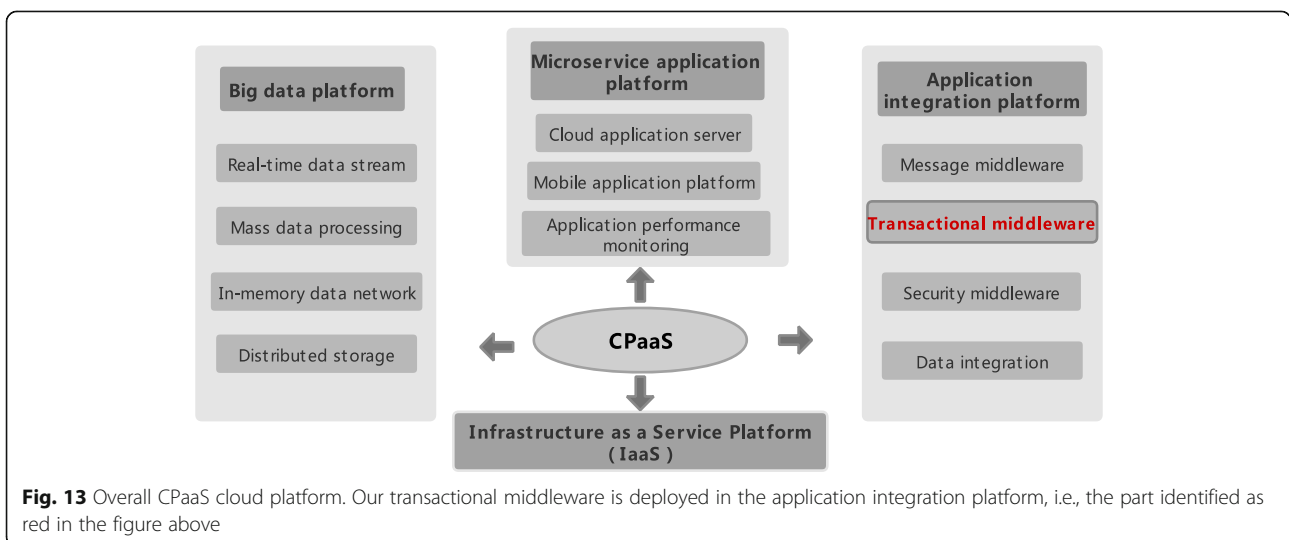 Big data platform
Real-time data stream
Mass data processing
In-memory data network
Distributed storage
Microservice application
platform
Cloud application server
Mobile application platform
Application performance
monitoring
Application
integration platform
Message middleware
Transactional middleware
Security middleware
Data integration
CPaaS
Infrastructure as a Service Platform
( IaaS )
Fig. 13 Overall CPaaS cloud platform. Our transactional middleware is deployed in the application integration platform, i.e., the part identified as
red in the figure above